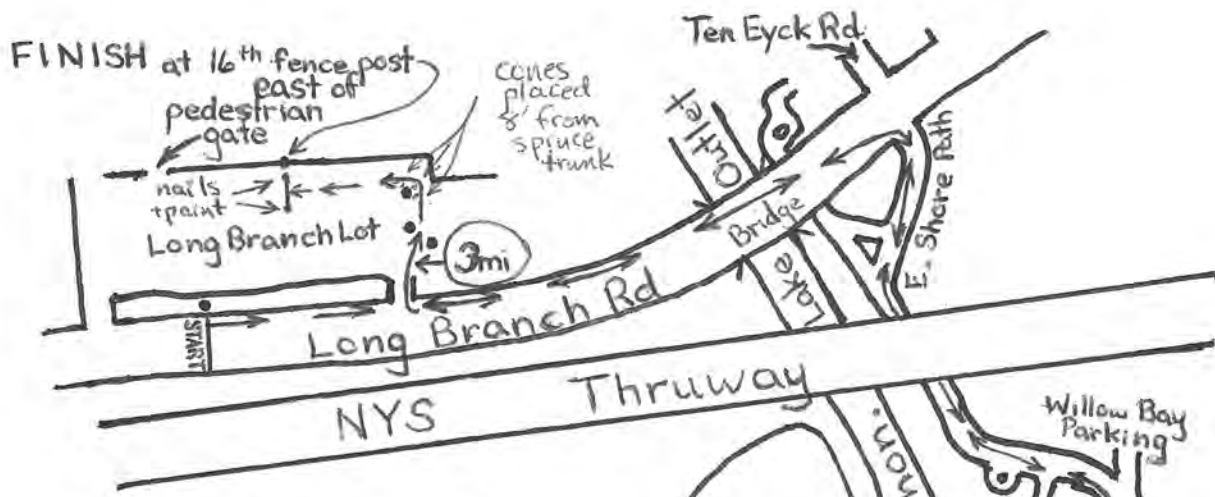 FINISH at 16th fence post
east of
pedestrian
gate
cones
placed
8' from
spruce
trunk
Ten Eyck Rd.
Outlet
nails
+paint
Long Branch Lot
3mi
Bridge
E. Shore Path
START
Long Branch Rd
Lake
NYS Thruway
Willow Bay
Parking